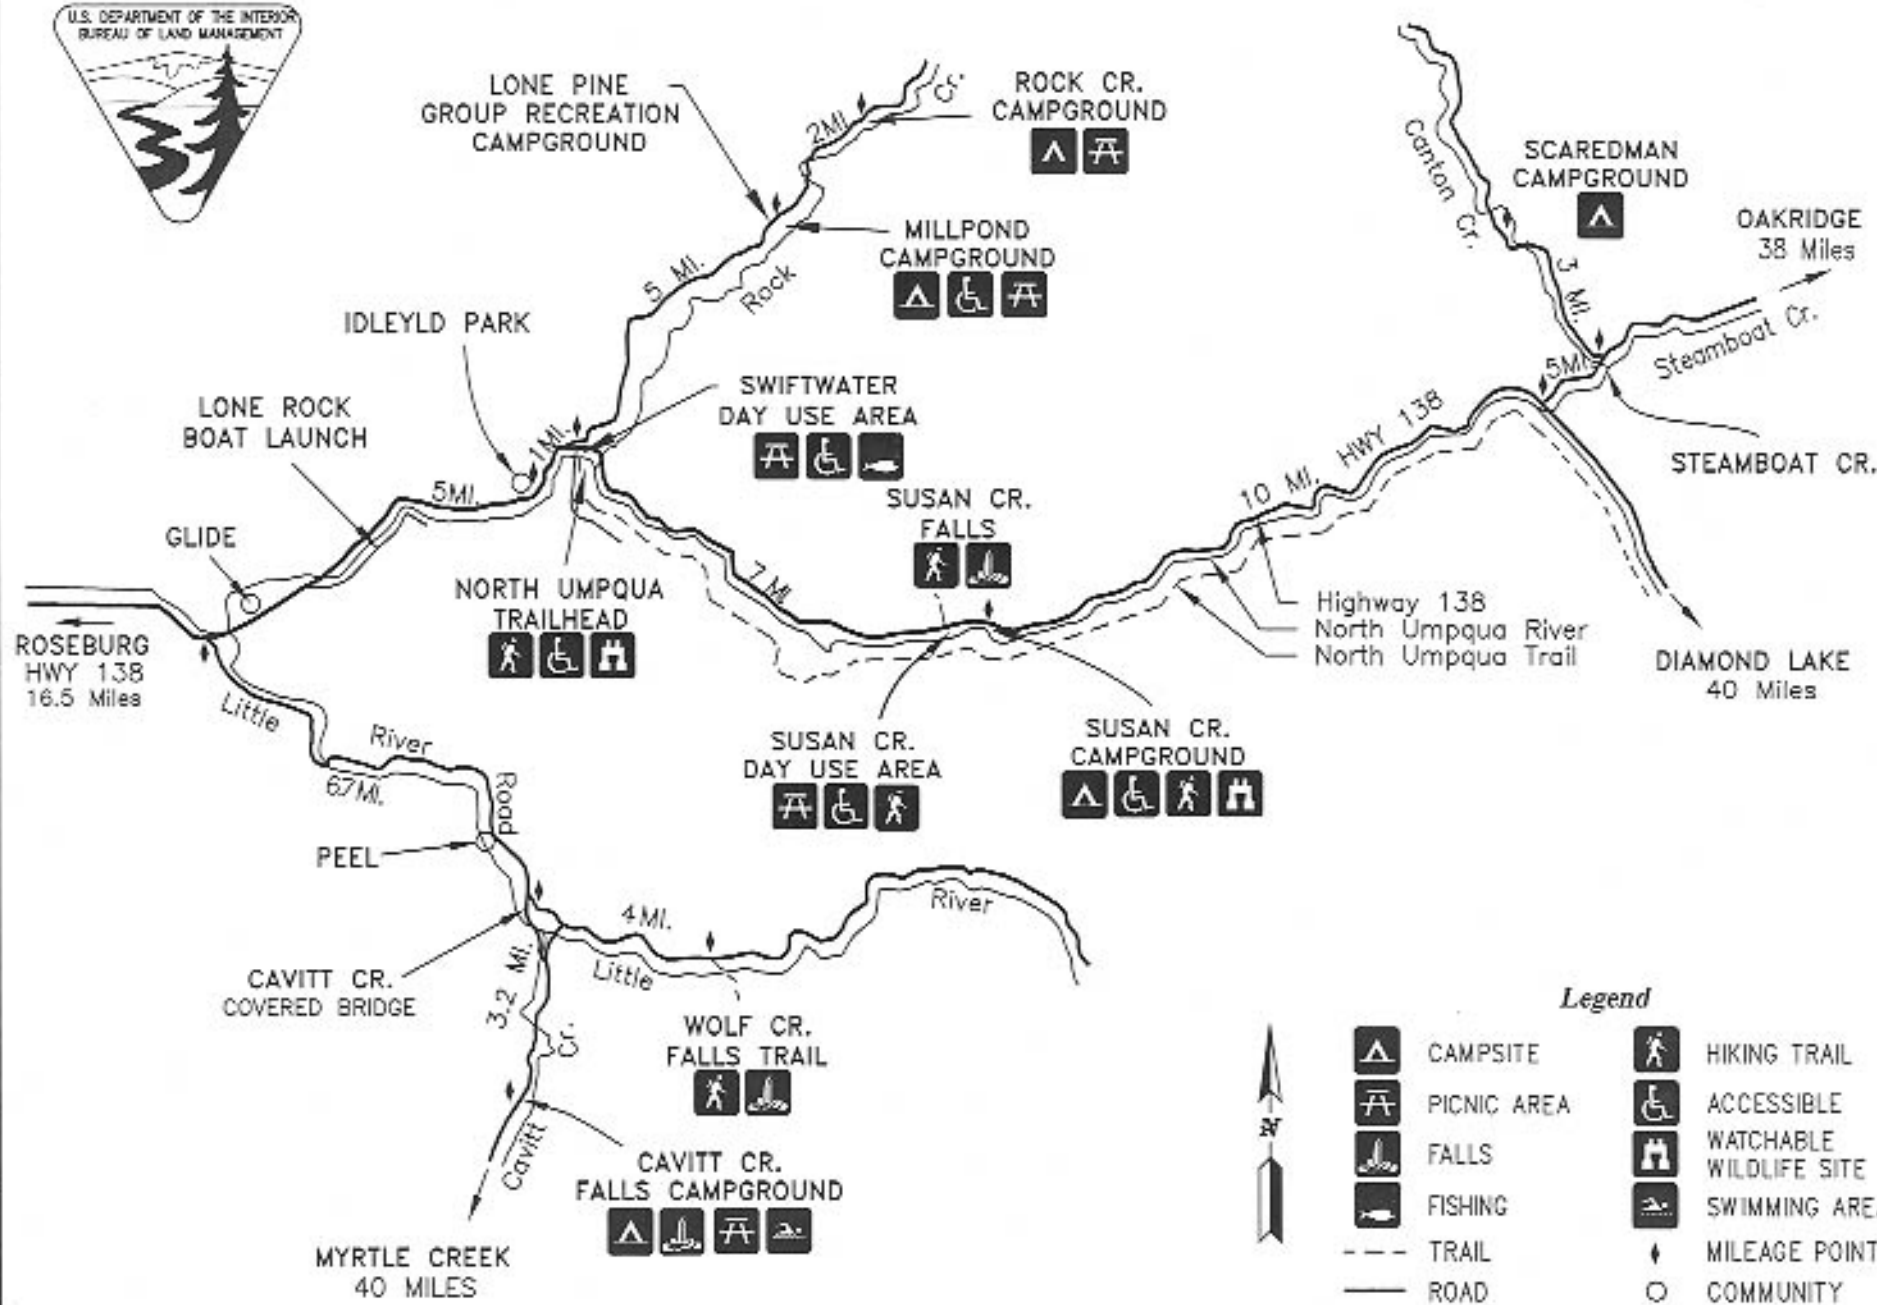 U.S. DEPARTMENT OF THE INTERIOR
BUREAU OF LAND MANAGEMENT
LONE PINE
GROUP RECREATION
CAMPGROUND
2MI.
Cr.
ROCK CR.
CAMPGROUND
Canton Cr.
SCAREDMAN
CAMPGROUND
OAKRIDGE
38 Miles
MILLPOND
CAMPGROUND
5 MI.
Rock
3 MI.
IDLEYLD PARK
Steamboat Cr.
5MI.
SWIFTWATER
DAY USE AREA
LONE ROCK
BOAT LAUNCH
1MI.
HWY 138
STEAMBOAT CR.
5MI.
10 MI.
SUSAN CR.
FALLS
GLIDE
7 MI.
NORTH UMPQUA
TRAILHEAD
Highway 138
North Umpqua River
North Umpqua Trail
ROSEBURG
HWY 138
16.5 Miles
DIAMOND LAKE
40 Miles
Little
River
Road
6.7MI.
SUSAN CR.
DAY USE AREA
SUSAN CR.
CAMPGROUND
PEEL
4MI.
River
Little
CAVITT CR.
COVERED BRIDGE
3.2 MI.
Cr.
WOLF CR.
FALLS TRAIL
Cavitt
CAVITT CR.
FALLS CAMPGROUND
MYRTLE CREEK
40 MILES
N
Legend
CAMPSITE
HIKING TRAIL
PICNIC AREA
ACCESSIBLE
FALLS
WATCHABLE
WILDLIFE SITE
FISHING
SWIMMING ARE
TRAIL
MILEAGE POINT
ROAD
COMMUNITY